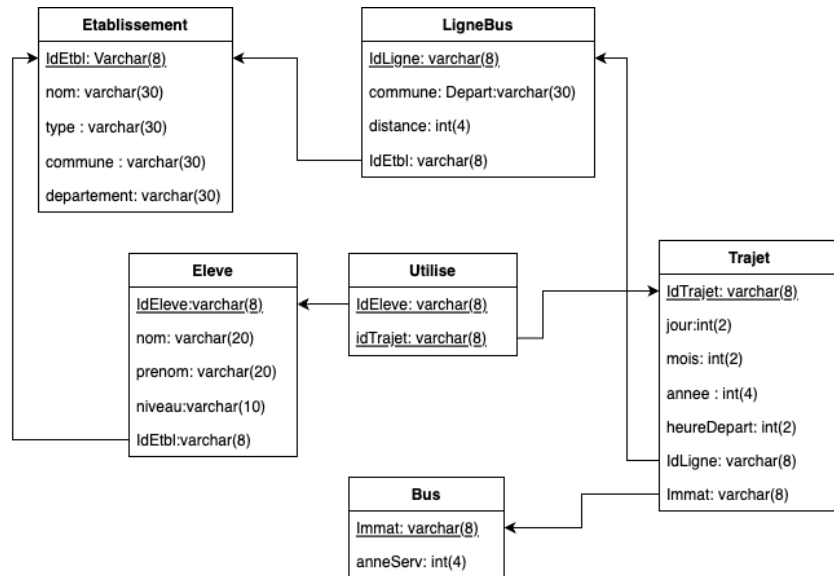 Etablissement
IdEtbl: Varchar(8)
nom: varchar(30)
type : varchar(30)
commune : varchar(30)
departement: varchar(30)
LigneBus
IdLigne: varchar(8)
commune: Depart:varchar(30)
distance: int(4)
IdEtbl: varchar(8)
Eleve
IdEleve:varchar(8)
nom: varchar(20)
prenom: varchar(20)
niveau:varchar(10)
IdEtbl:varchar(8)
Utilise
IdEleve: varchar(8)
idTrajet: varchar(8)
Trajet
IdTrajet: varchar(8)
jour:int(2)
mois: int(2)
annee : int(4)
heureDepart: int(2)
IdLigne: varchar(8)
Immat: varchar(8)
Bus
Immat: varchar(8)
anneServ: int(4)